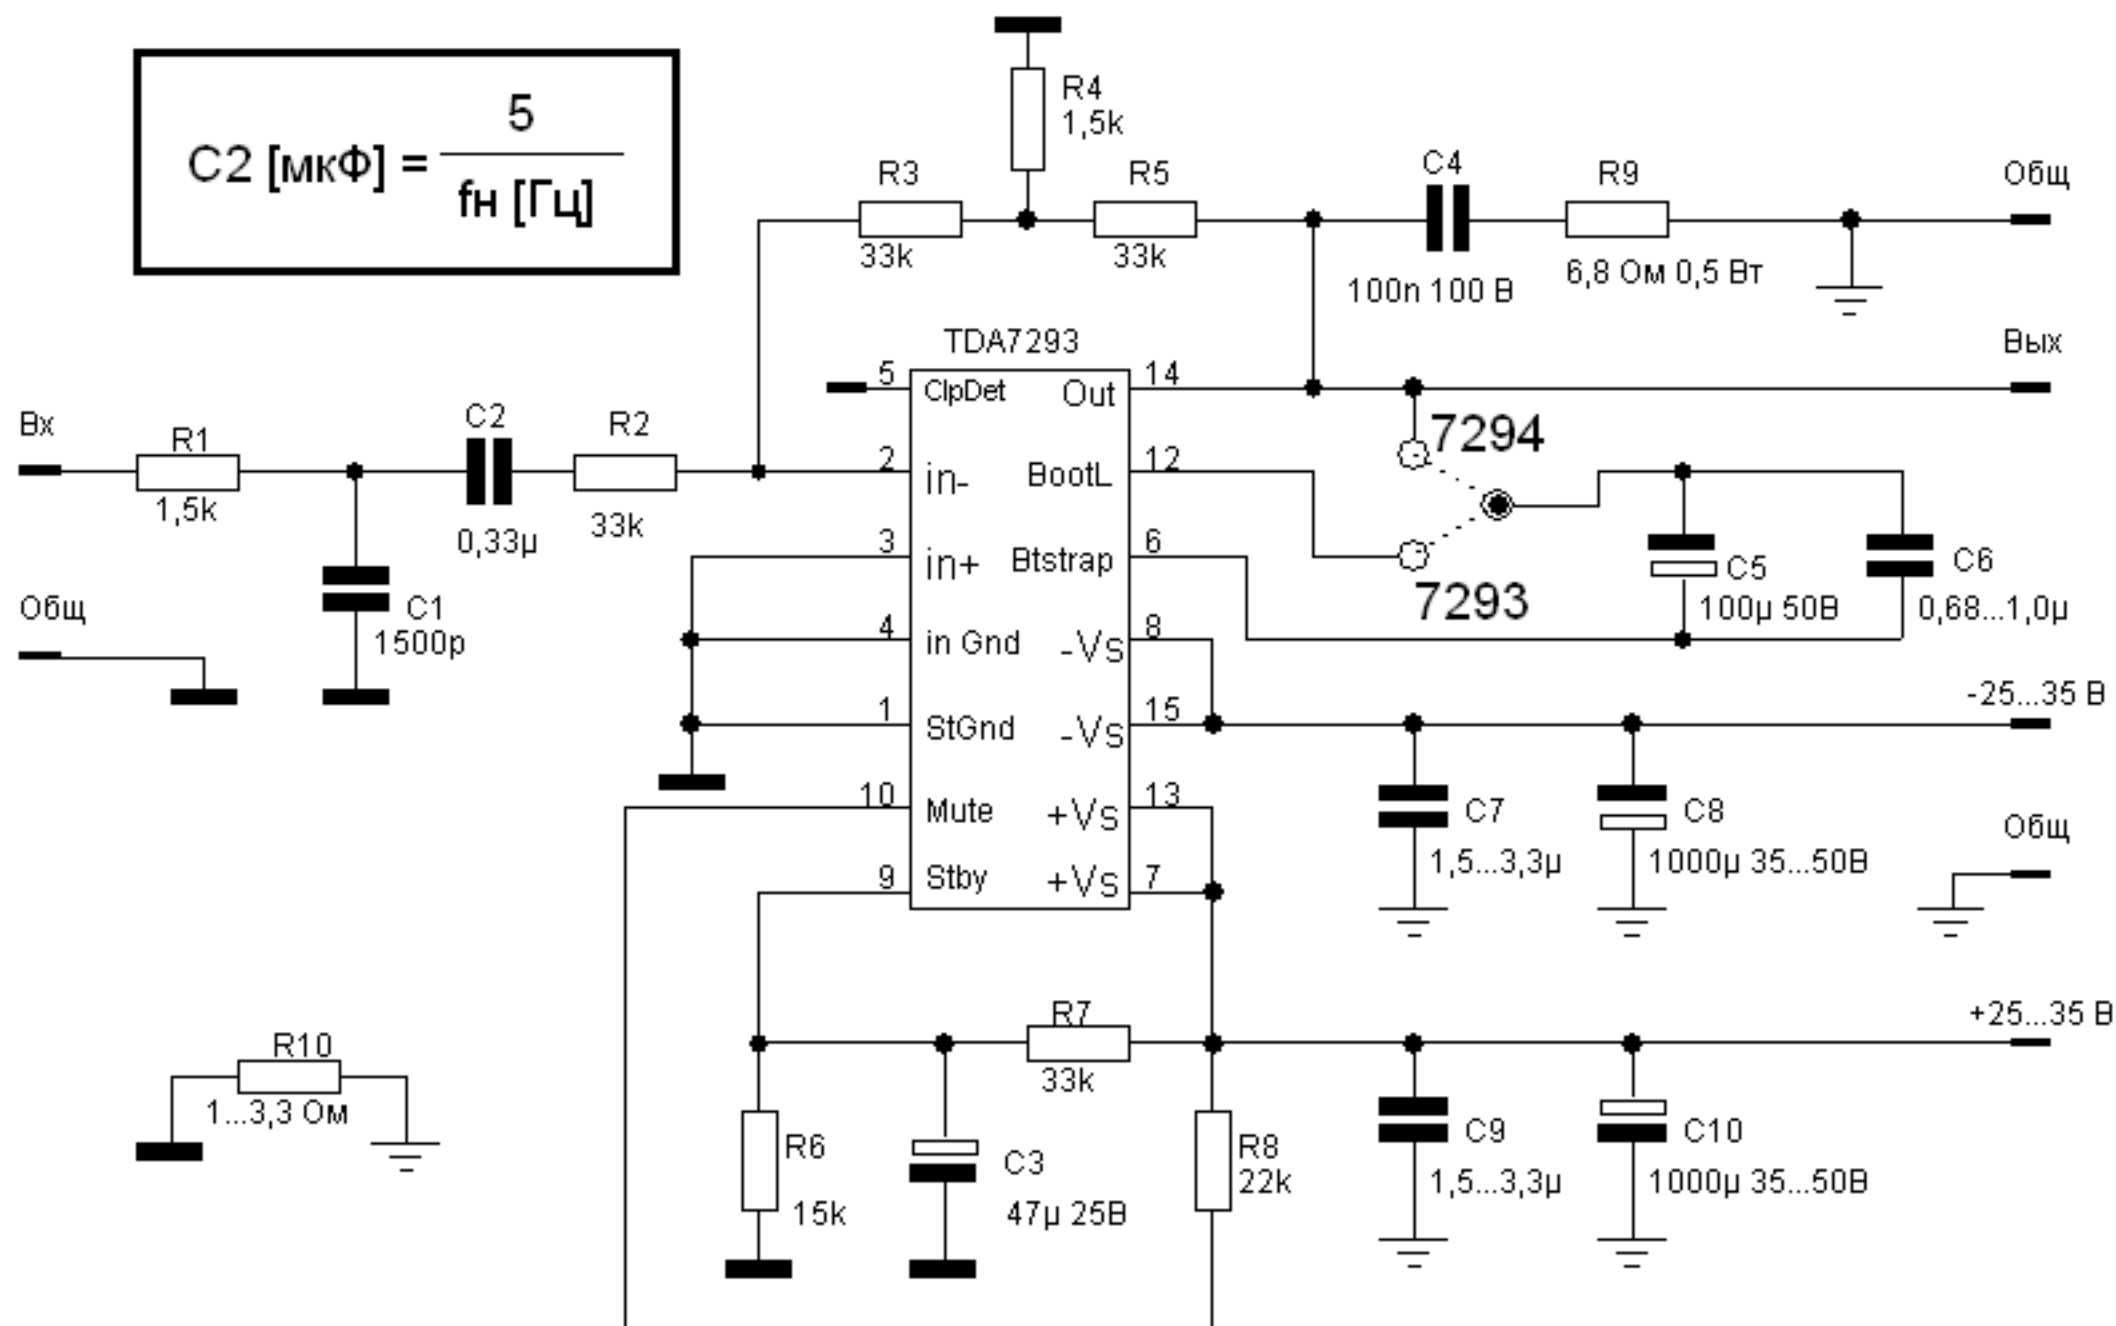 C2 [мкФ] = 5 / fн [Гц]
R4
1,5k
R3
33k
R5
33k
C4
100n 100 В
R9
6,8 Ом 0,5 Вт
Общ
Вых
TDA7293
5 ClpDet Out 14
2 in- BootL 12
3 in+ Btstrap 6
4 in Gnd -Vs 8
1 StGnd -Vs 15
10 Mute +Vs 13
9 Stby +Vs 7
Вх
R1
1,5k
C2
0,33µ
R2
33k
Общ
C1
1500p
7294
7293
C5
100µ 50В
C6
0,68...1,0µ
-25...35 В
C7
1,5...3,3µ
C8
1000µ 35...50В
Общ
+25...35 В
R7
33k
R10
1...3,3 Ом
R6
15k
C3
47µ 25В
R8
22k
C9
1,5...3,3µ
C10
1000µ 35...50В